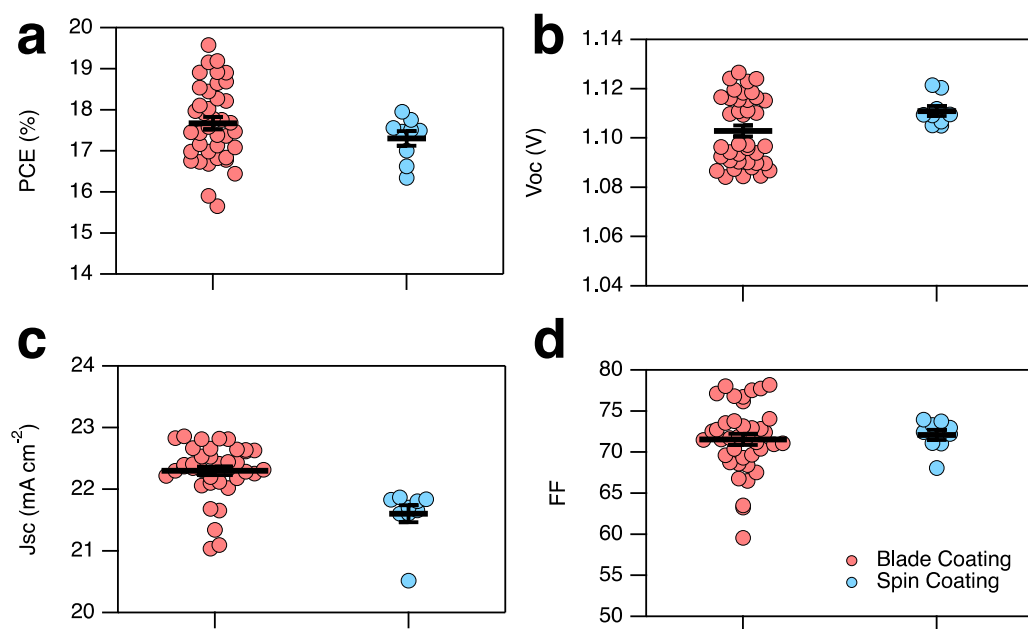 a
PCE (%)
20
19
18
17
16
15
14
b
Voc (V)
1.14
1.12
1.10
1.08
1.06
1.04
c
Jsc (mA cm⁻²)
24
23
22
21
20
d
FF
80
75
70
65
60
55
50
Blade Coating
Spin Coating